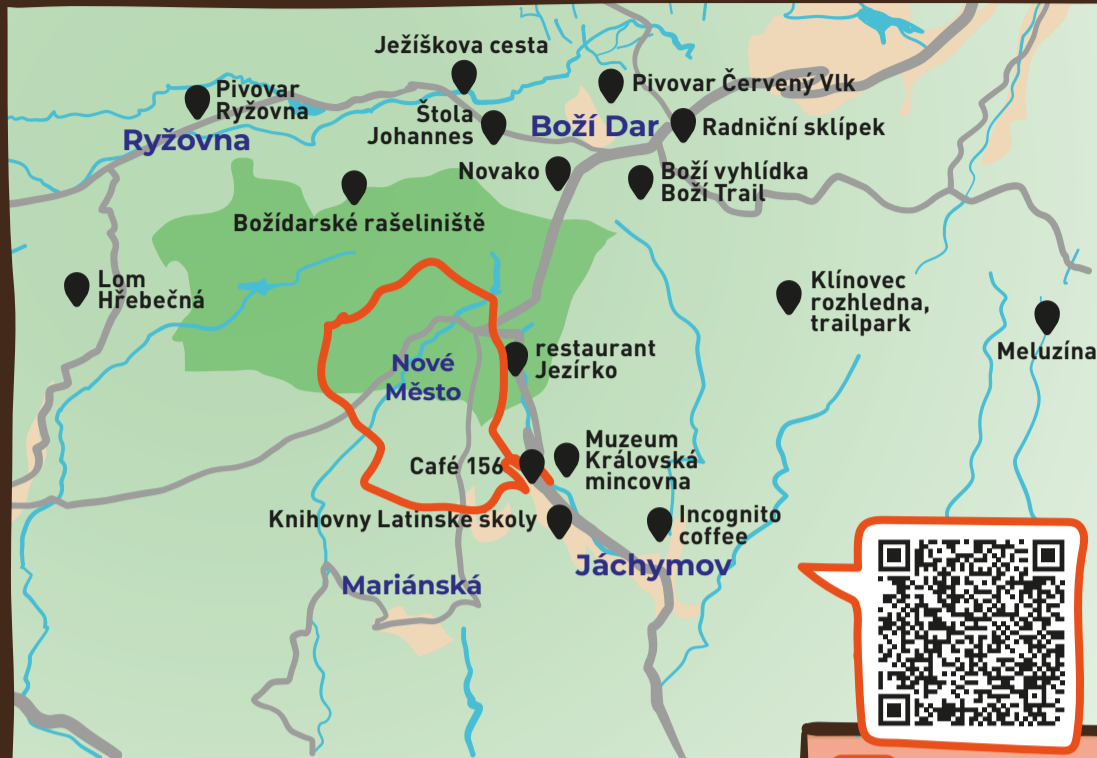 Ježíškova cesta
Pivovar
Ryžovna
Ryžovna
Štola
Johannes
Pivovar Červený Vlk
Boží Dar
Radniční sklípek
Novako
Boží vyhlídka
Boží Trail
Božídarské rašeliniště
Lom
Hřebečná
Klínovec
rozhledna,
trailpark
Meluzína
restaurant
Jezírko
Nové
Město
Café 156
Muzeum
Královská
mincovna
Knihovny Latinské školy
Incognito
coffee
Jáchymov
Mariánská